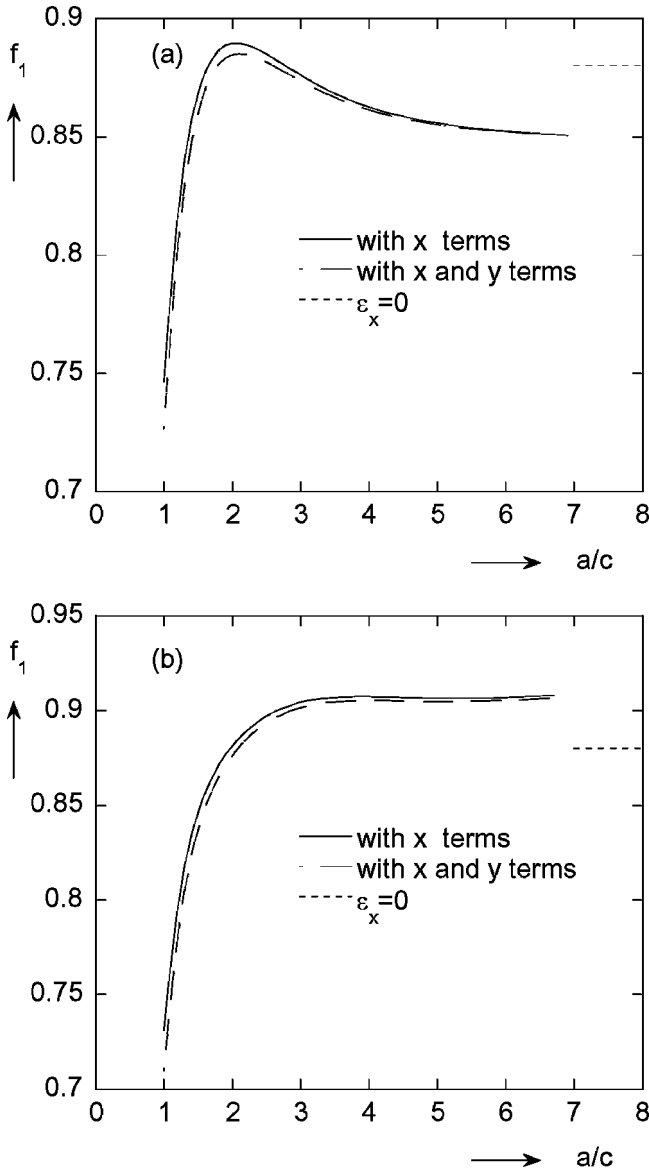 0.9
(a)
f1
0.85
with x terms
0.8
with x and y terms
εx=0
0.75
0.7
0 1 2 3 4 5 6 7 8
a/c
0.95
(b)
f1
0.9
0.85
with x terms
with x and y terms
0.8
εx=0
0.75
0.7
0 1 2 3 4 5 6 7 8
a/c